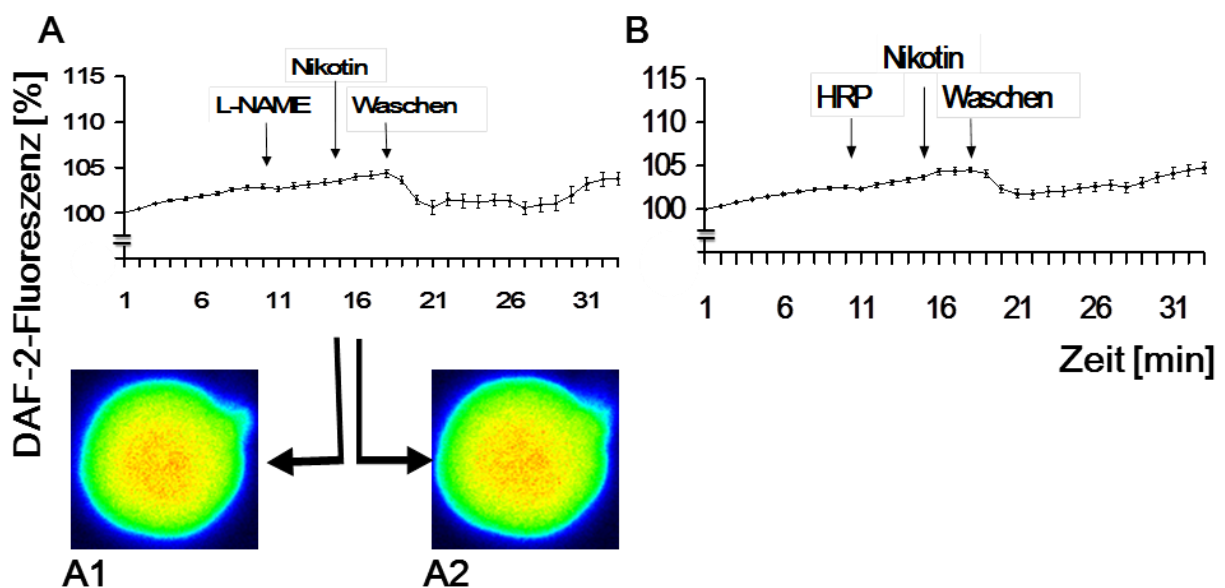 A
DAF-2-Fluoreszenz [%]
115
110
105
100
L-NAME
Nikotin
Waschen
1 6 11 16 21 26 31
A1
A2
B
115
110
105
100
HRP
Nikotin
Waschen
1 6 11 16 21 26 31
Zeit [min]